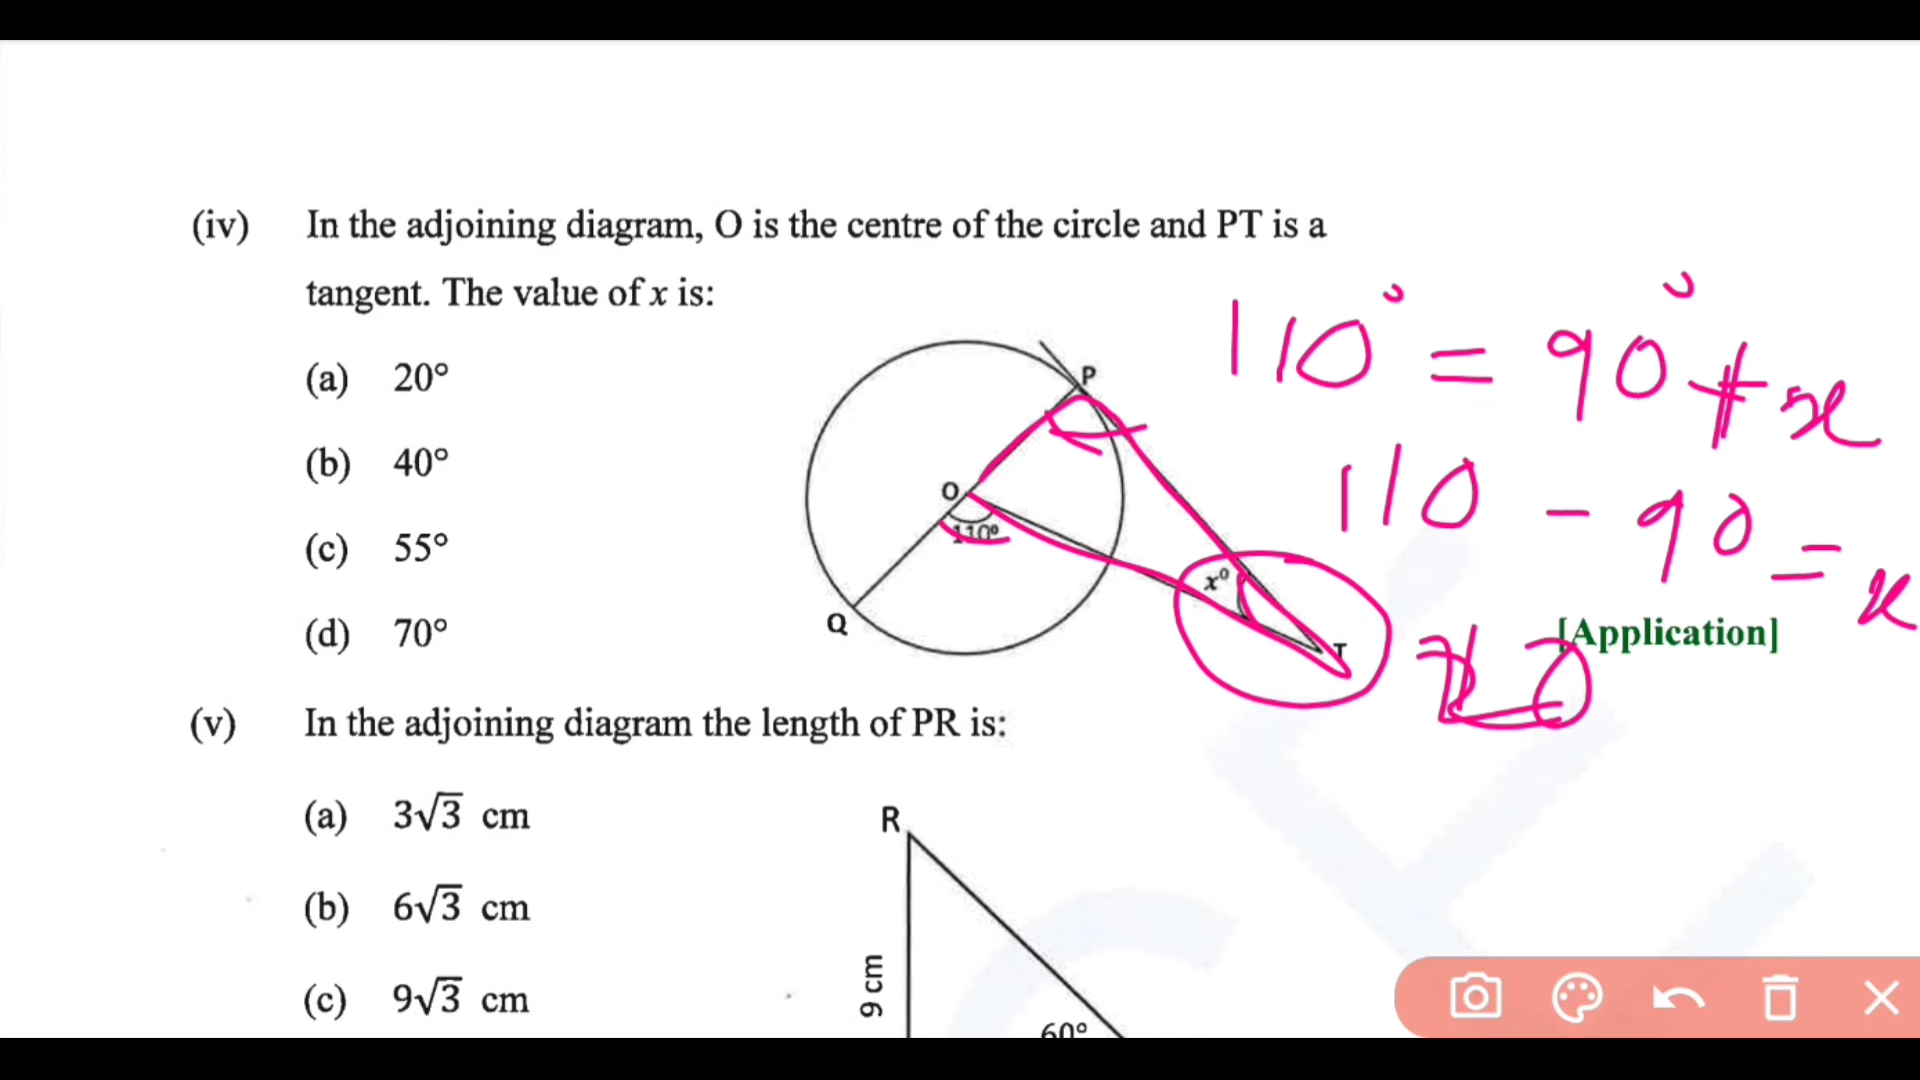 (iv) In the adjoining diagram, O is the centre of the circle and PT is a
tangent. The value of x is:
(a) 20°
(b) 40°
(c) 55°
(d) 70°
P
O
110°
x⁰
Q
T
110° = 90° + x
110 - 90 = x
20
[Application]
(v) In the adjoining diagram the length of PR is:
(a) 3√3 cm
(b) 6√3 cm
(c) 9√3 cm
R
9 cm
60°